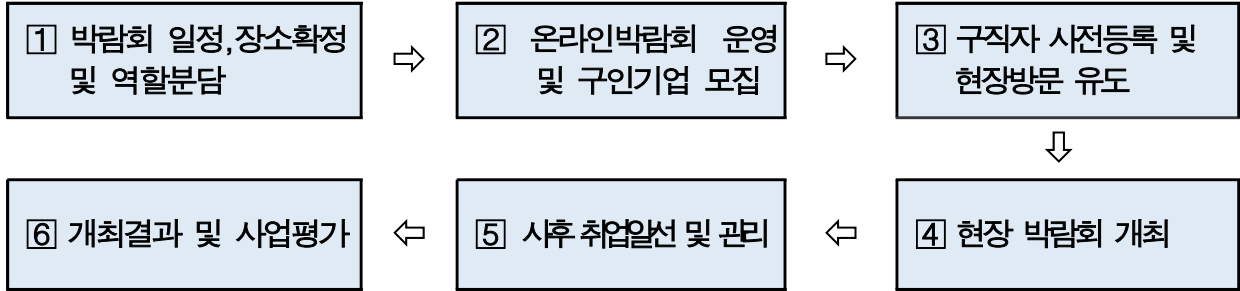 1 박람회 일정,장소확정
및 역할분담
⇨
2 온라인박람회 운영
및 구인기업 모집
⇨
3 구직자 사전등록 및
현장방문 유도
⇩
4 현장 박람회 개최
⇦
5 사후 취업알선 및 관리
⇦
6 개최결과 및 사업평가